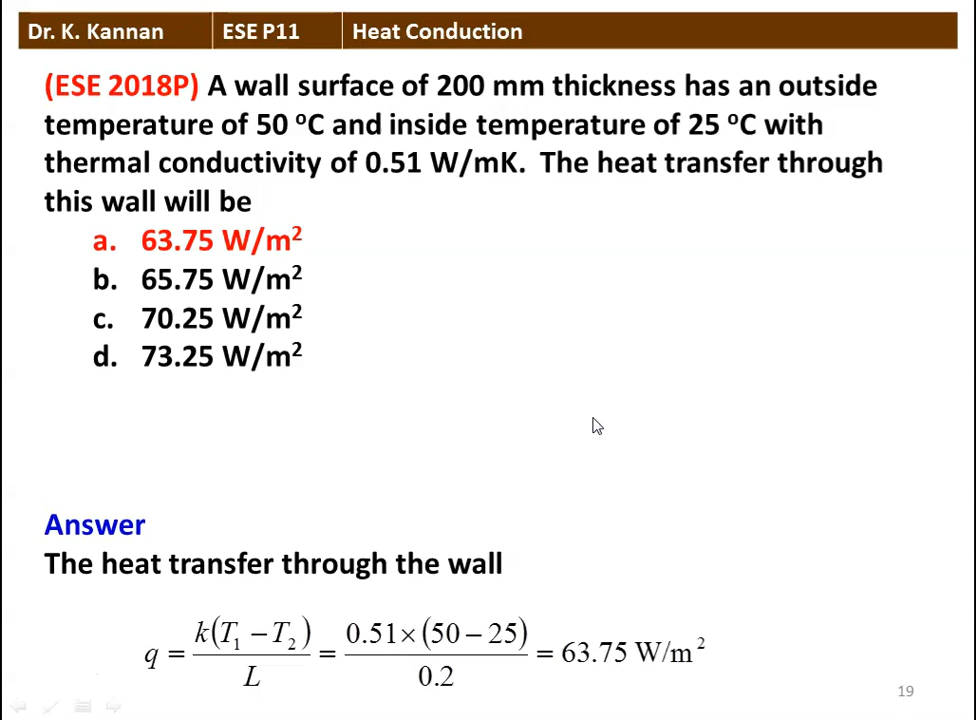 Dr. K. Kannan ESE P11 Heat Conduction
(ESE 2018P) A wall surface of 200 mm thickness has an outside
temperature of 50 ᵒC and inside temperature of 25 ᵒC with
thermal conductivity of 0.51 W/mK. The heat transfer through
this wall will be
a. 63.75 W/m²
b. 65.75 W/m²
c. 70.25 W/m²
d. 73.25 W/m²
Answer
The heat transfer through the wall
q = k(T₁ − T₂) / L = 0.51 × (50 − 25) / 0.2 = 63.75 W/m²
19